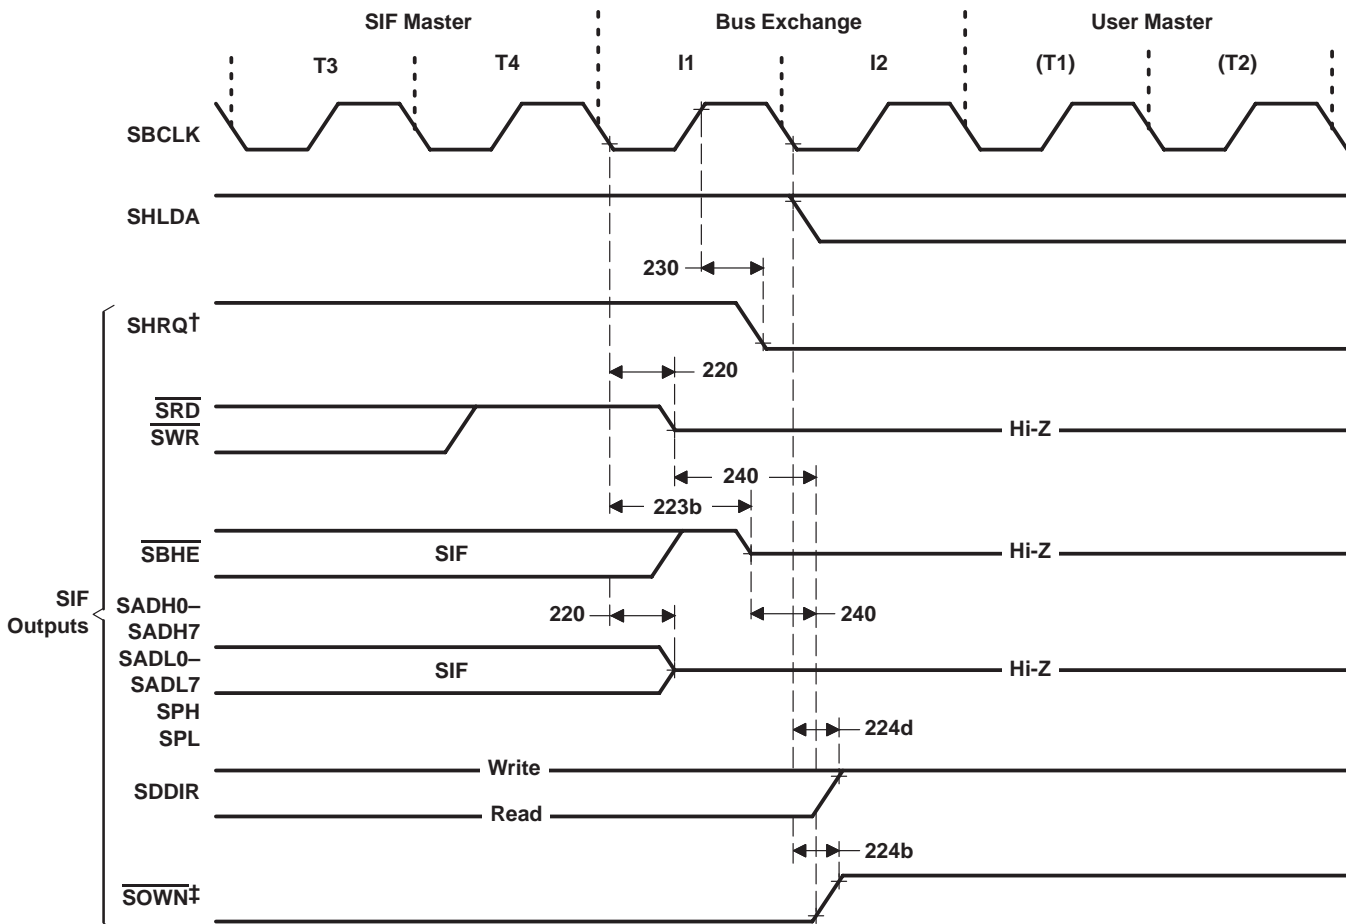 SIF Master Bus Exchange User Master
T3 T4 I1 I2 (T1) (T2)
SBCLK
SHLDA
230
SHRQ†
220
SRD
SWR
Hi-Z
240
223b
SBHE
SIF
Hi-Z
SIF
Outputs
SADH0–
SADH7
SADL0–
SADL7
SPH
SPL
220
240
SIF
Hi-Z
224d
Write
SDDIR
Read
224b
SOWN‡